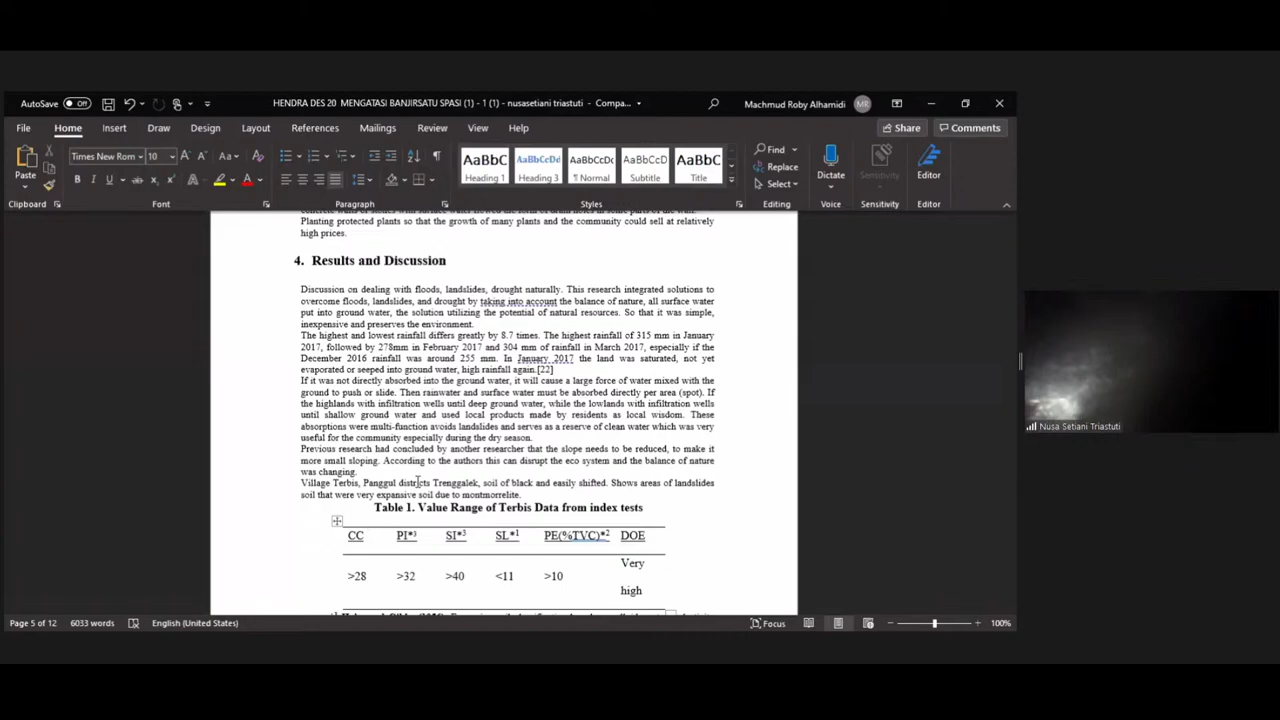 AutoSave Off
HENDRA DES 20 MENGATASI BANJIRSATU SPASI (1) - 1 (1) - nusasetiani triastuti - Compa...
Machmud Roby Alhamidi
MR
File Home Insert Draw Design Layout References Mailings Review View Help
Share Comments
Paste
Times New Rom 10
AaBbC Heading 1
AaBbCcDd Heading 3
AaBbCcDc ¶ Normal
AaBbCcD Subtitle
AaBbC Title
Find
Replace
Select
Dictate
Sensitivity
Editor
Clipboard Font Paragraph Styles Editing Voice Sensitivity Editor
Planting protected plants so that the growth of many plants and the community could sell at relatively
high prices.
4. Results and Discussion
Discussion on dealing with floods, landslides, drought naturally. This research integrated solutions to
overcome floods, landslides, and drought by taking into account the balance of nature, all surface water
put into ground water, the solution utilizing the potential of natural resources. So that it was simple,
inexpensive and preserves the environment.
The highest and lowest rainfall differs greatly by 8.7 times. The highest rainfall of 315 mm in January
2017, followed by 278mm in February 2017 and 304 mm of rainfall in March 2017, especially if the
December 2016 rainfall was around 255 mm. In January 2017 the land was saturated, not yet
evaporated or seeped into ground water, high rainfall again.[22]
If it was not directly absorbed into the ground water, it will cause a large force of water mixed with the
ground to push or slide. Then rainwater and surface water must be absorbed directly per area (spot). If
the highlands with infiltration wells until deep ground water, while the lowlands with infiltration wells
until shallow ground water and used local products made by residents as local wisdom. These
absorptions were multi-function avoids landslides and serves as a reserve of clean water which was very
useful for the community especially during the dry season.
Previous research had concluded by another researcher that the slope needs to be reduced, to make it
more small sloping. According to the authors this can disrupt the eco system and the balance of nature
was changing.
Village Terbis, Panggul districts Trenggalek, soil of black and easily shifted. Shows areas of landslides
soil that were very expansive soil due to montmorrelite.
Table 1. Value Range of Terbis Data from index tests
CC PI*³ SI*³ SL*¹ PE(%TVC)*² DOE
>28 >32 >40 <11 >10 Very high
Page 5 of 12 6033 words English (United States) Focus 100%
Nusa Setiani Triastuti